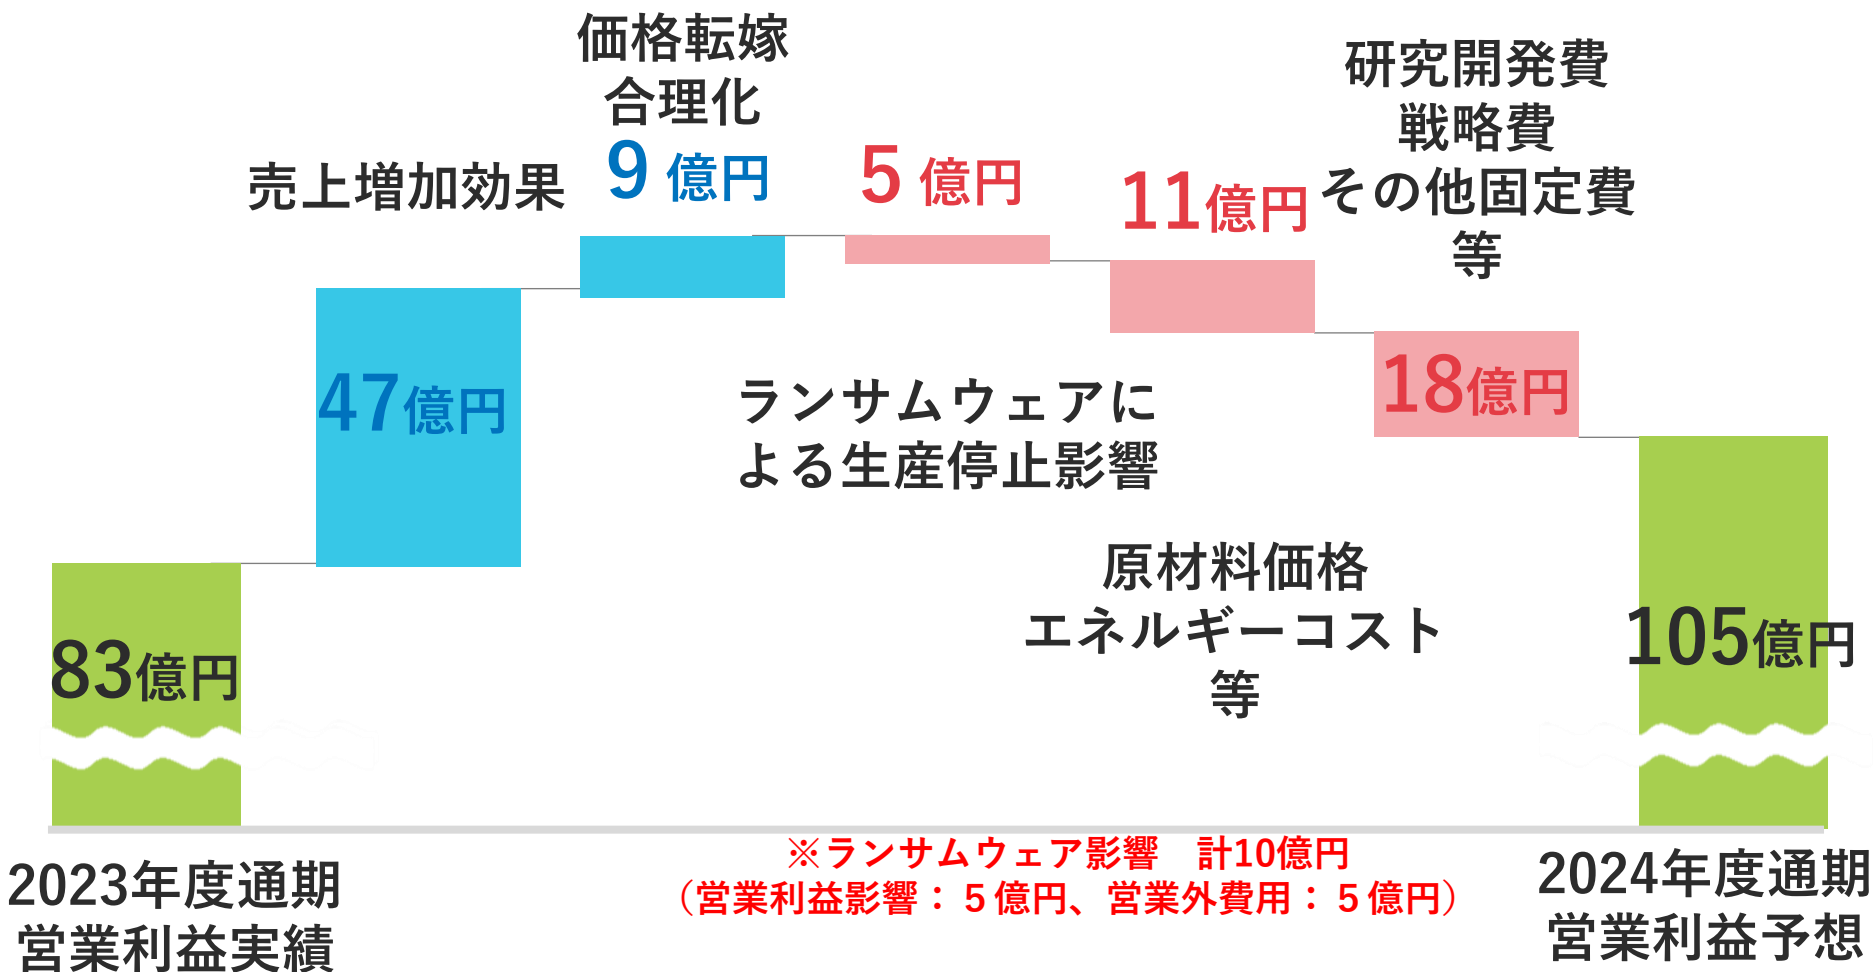 価格転嫁
合理化
9 億円
売上増加効果
47億円
5 億円
11億円
研究開発費
戦略費
その他固定費
等
18億円
ランサムウェアに
よる生産停止影響
原材料価格
エネルギーコスト
等
83億円
105億円
※ランサムウェア影響　計10億円
（営業利益影響：５億円、営業外費用：５億円）
2023年度通期
営業利益実績
2024年度通期
営業利益予想